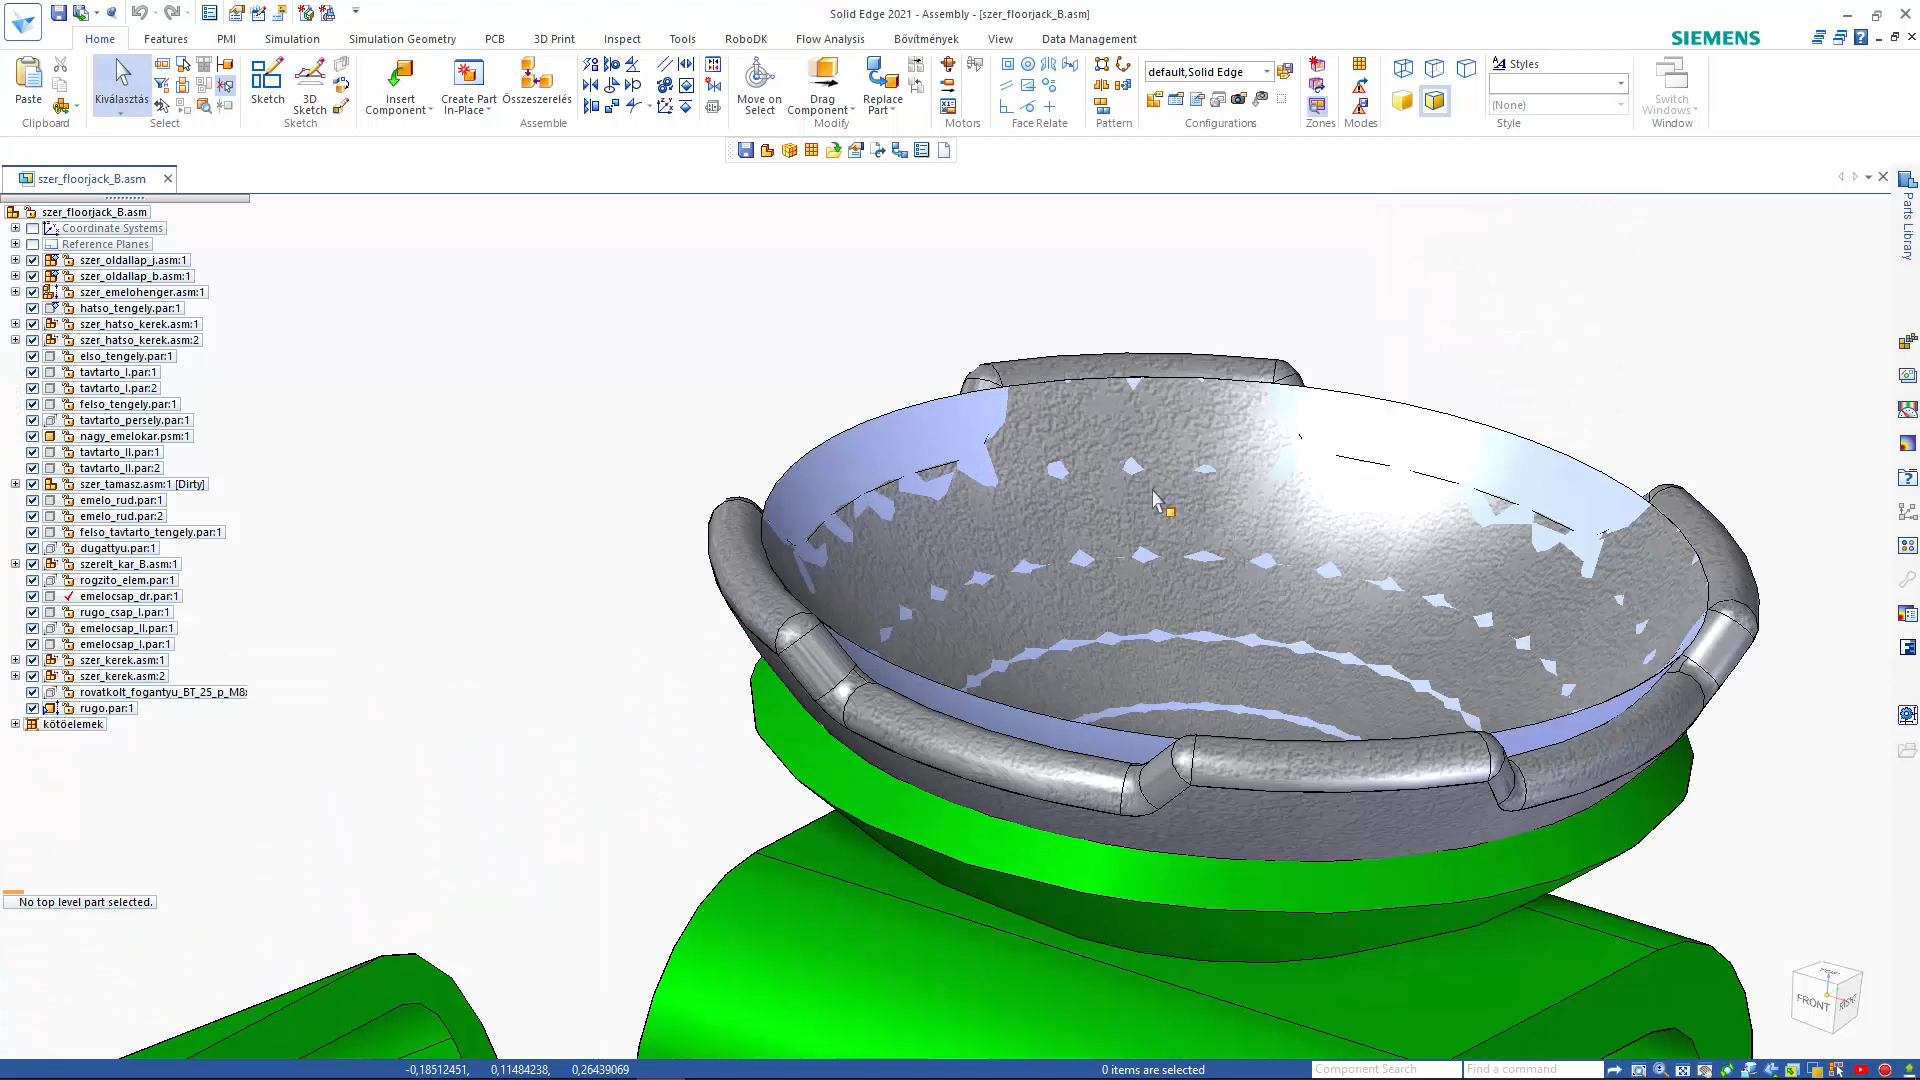 Solid Edge 2021 - Assembly - [szer_floorjack_B.asm]
Home
Features
PMI
Simulation
Simulation Geometry
PCB
3D Print
Inspect
Tools
RoboDK
Flow Analysis
Bővítmények
View
Data Management
SIEMENS
Paste
Clipboard
Kiválasztás
Select
Sketch
3D
Sketch
Sketch
Insert
Component
Create Part
In-Place
Összeszerelés
Assemble
Move on
Select
Drag
Component
Replace
Part
Modify
Motors
Face Relate
Pattern
default,Solid Edge
Configurations
Zones
Modes
Styles
(None)
Style
Switch
Windows
Window
szer_floorjack_B.asm
szer_floorjack_B.asm
Coordinate Systems
Reference Planes
szer_oldallap_j.asm:1
szer_oldallap_b.asm:1
szer_emelohenger.asm:1
hatso_tengely.par:1
szer_hatso_kerek.asm:1
szer_hatso_kerek.asm:2
elso_tengely.par:1
tavtarto_I.par:1
tavtarto_I.par:2
felso_tengely.par:1
tavtarto_persely.par:1
nagy_emelokar.psm:1
tavtarto_II.par:1
tavtarto_II.par:2
szer_tamasz.asm:1 [Dirty]
emelo_rud.par:1
emelo_rud.par:2
felso_tavtarto_tengely.par:1
dugattyu.par:1
szerelt_kar_B.asm:1
rogzito_elem.par:1
emelocsap_dr.par:1
rugo_csap_I.par:1
emelocsap_II.par:1
emelocsap_I.par:1
szer_kerek.asm:1
szer_kerek.asm:2
rovatkolt_fogantyu_BT_25_p_M8x
rugo.par:1
kötöelemek
No top level part selected.
Parts Library
TOP
FRONT
RIGHT
-0,18512451, 0,11484238, 0,26439069
0 items are selected
Component Search
Find a command